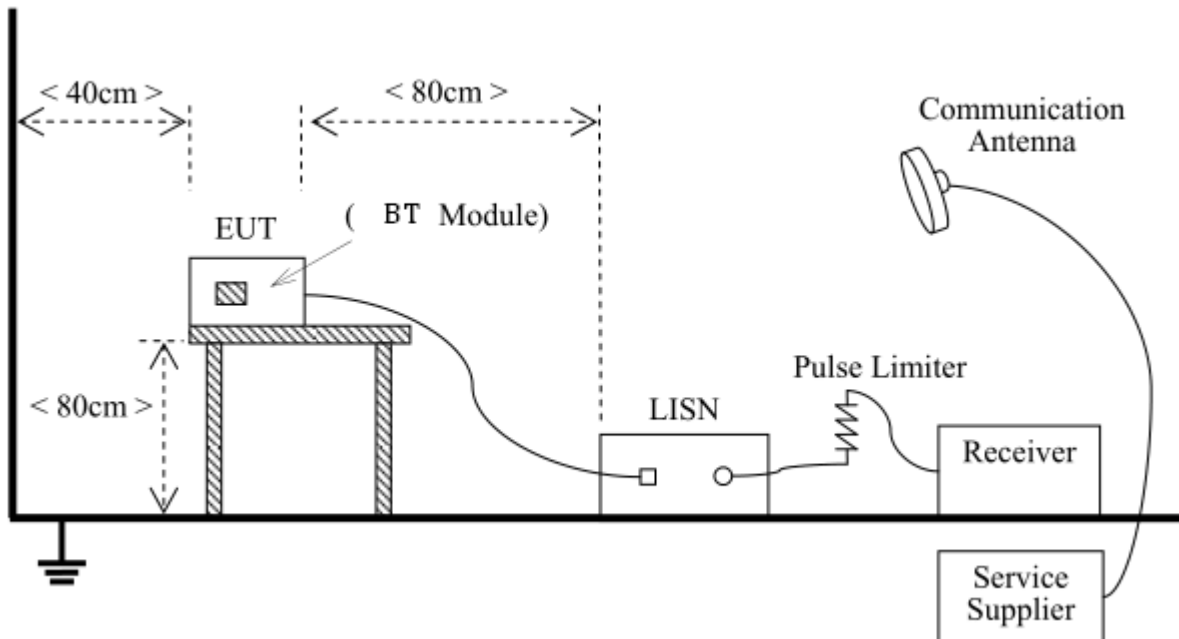 < 40cm >
< 80cm >
Communication
Antenna
( BT Module)
EUT
Pulse Limiter
< 80cm >
LISN
Receiver
Service
Supplier